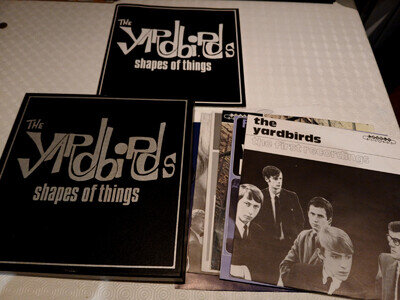 THE
YARDbiRDs
shapes of things
THE
YARDbiRDs
shapes of things
the
yardbirds
the first recordings